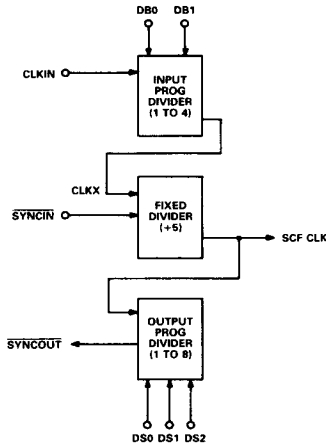 DB0 DB1
CLKIN
INPUT
PROG
DIVIDER
(1 TO 4)
CLKX
SYNCIN
FIXED
DIVIDER
(÷5)
SCF CLK
OUTPUT
PROG
DIVIDER
(1 TO 8)
SYNCOUT
DS0 DS1 DS2